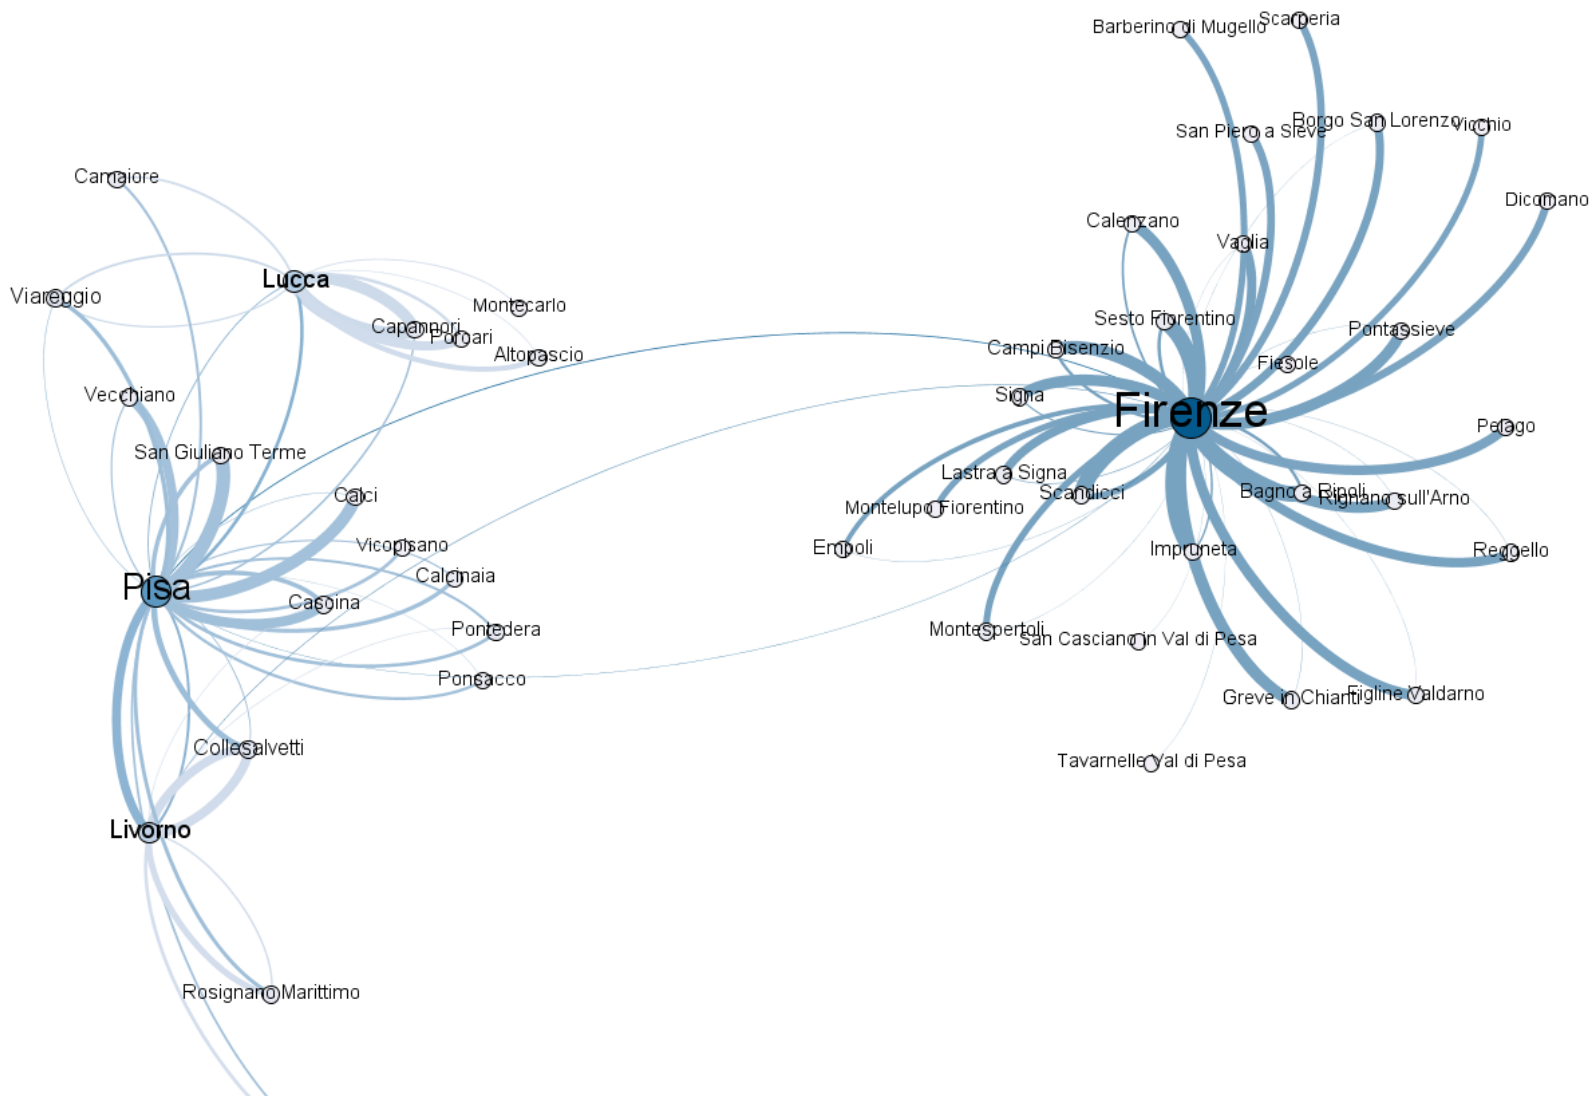 Scarperia
Barberino di Mugello
Borgo San Lorenzo
Vicchio
San Piero a Sieve
Camaiore
Dicomano
Calenzano
Vaglia
Lucca
Viareggio
Montecarlo
Sesto Fiorentino
Capannori
Pontassieve
Porcari
Campi Bisenzio
Altopascio
Fiesole
Vecchiano
Signa
Firenze
Pelago
San Giuliano Terme
Lastra a Signa
Calci
Scandicci
Bagno a Ripoli
Rignano sull'Arno
Montelupo Fiorentino
Vicopisano
Empoli
Impruneta
Reggello
Calcinaia
Pisa
Cascina
Pontedera
Montespertoli
San Casciano in Val di Pesa
Ponsacco
Greve in Chianti
Figline Valdarno
Collesalvetti
Tavarnelle Val di Pesa
Livorno
Rosignano Marittimo